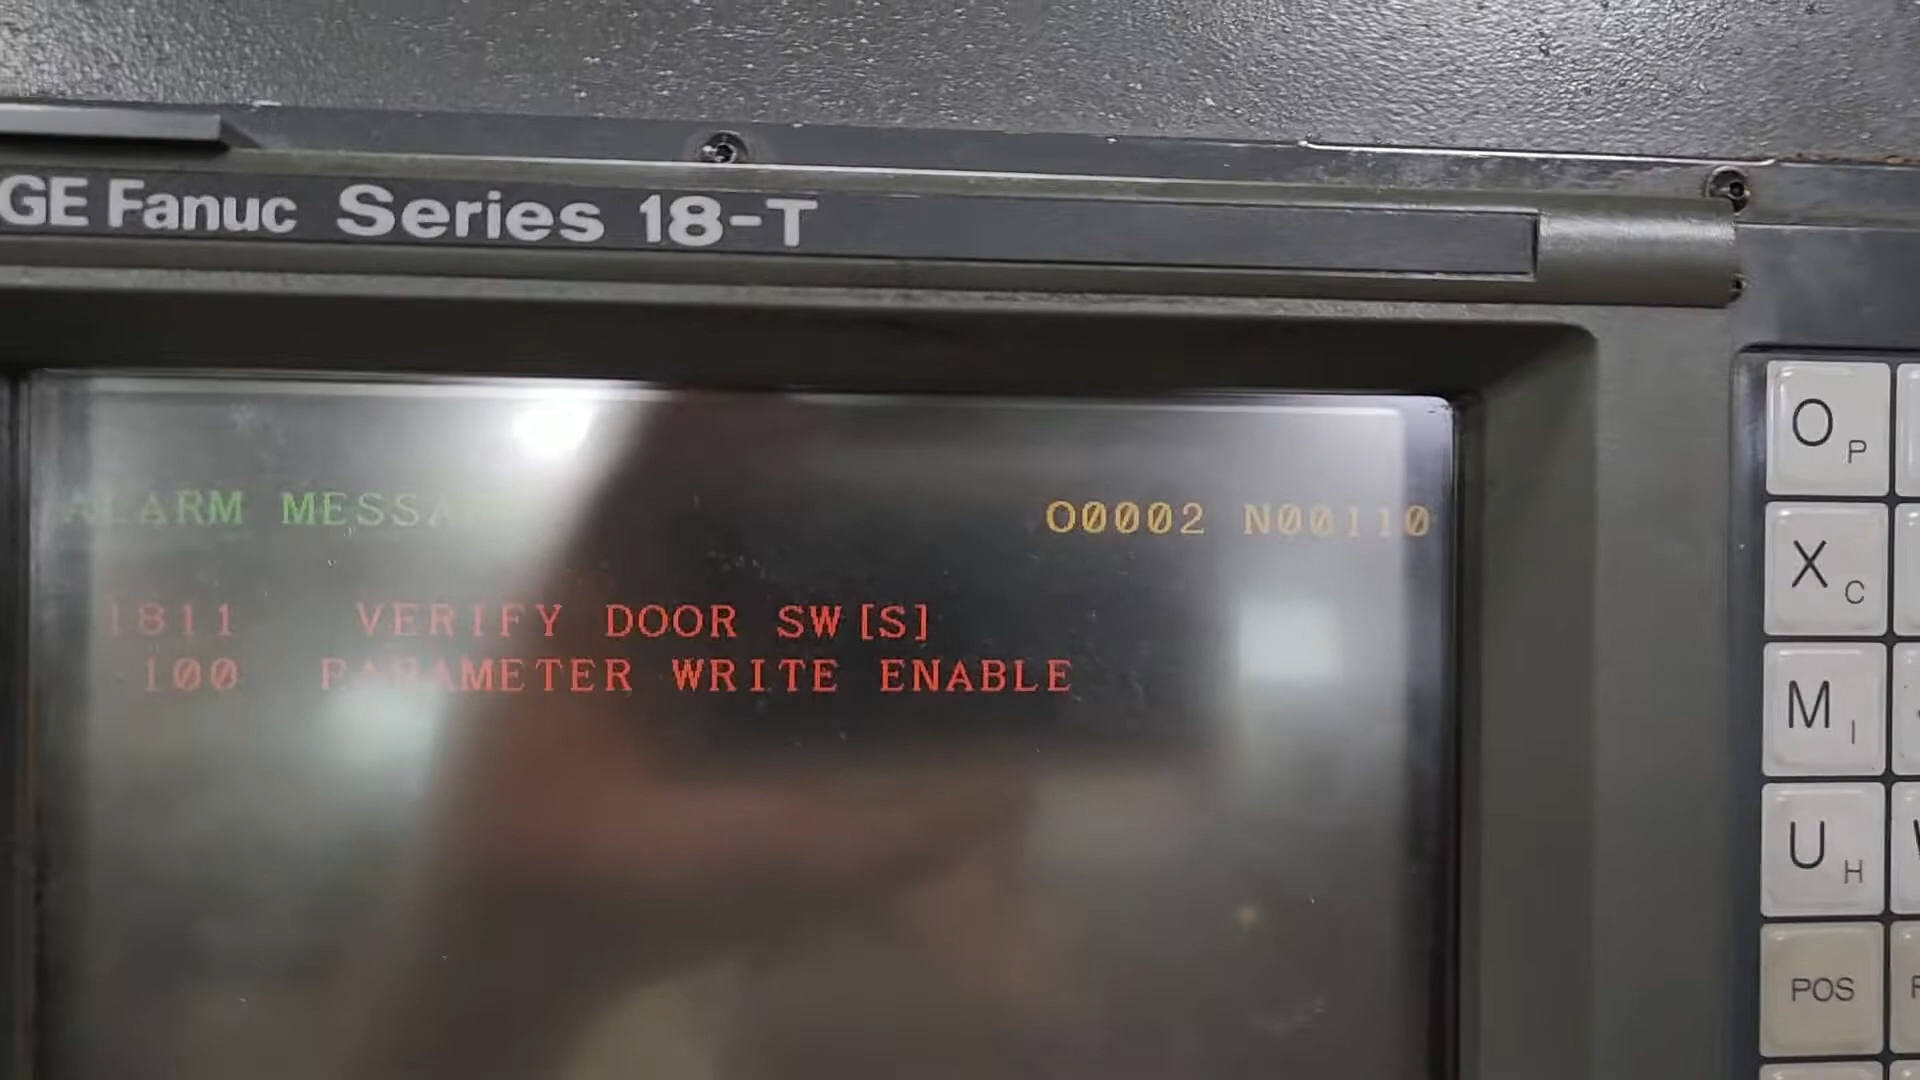 GE Fanuc Series 18-T
ALARM MESSA
O0002 N00110
1811 VERIFY DOOR SW[S]
100 PARAMETER WRITE ENABLE
O P
X C
M I
U H
POS